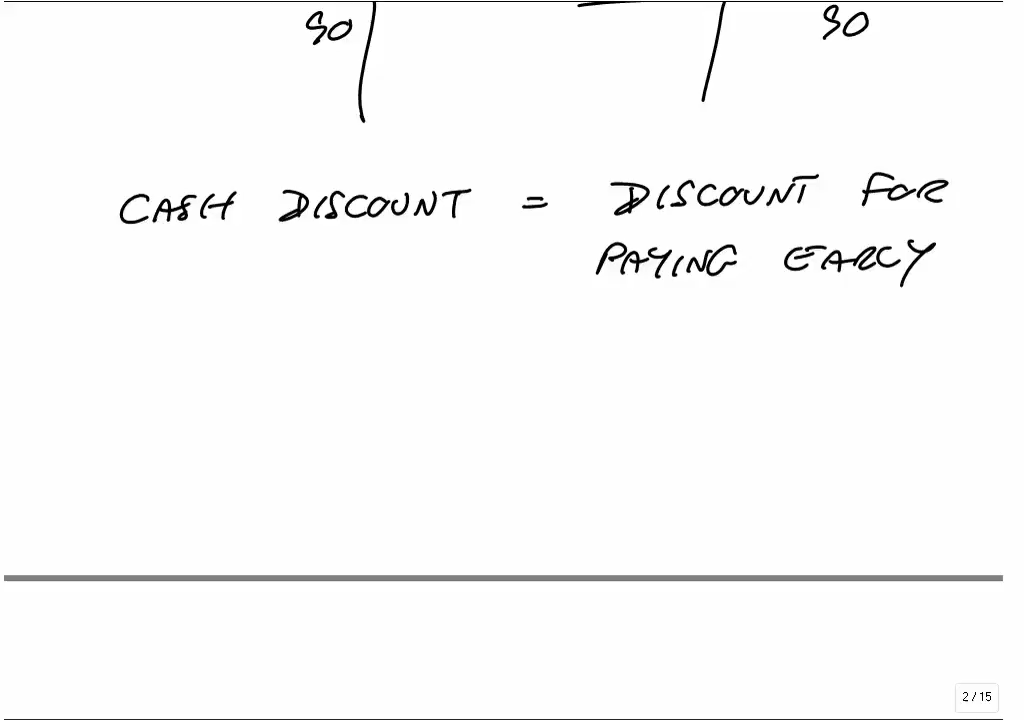 90 90
CASH DISCOUNT = DISCOUNT FOR
PAYING EARLY
2 / 15